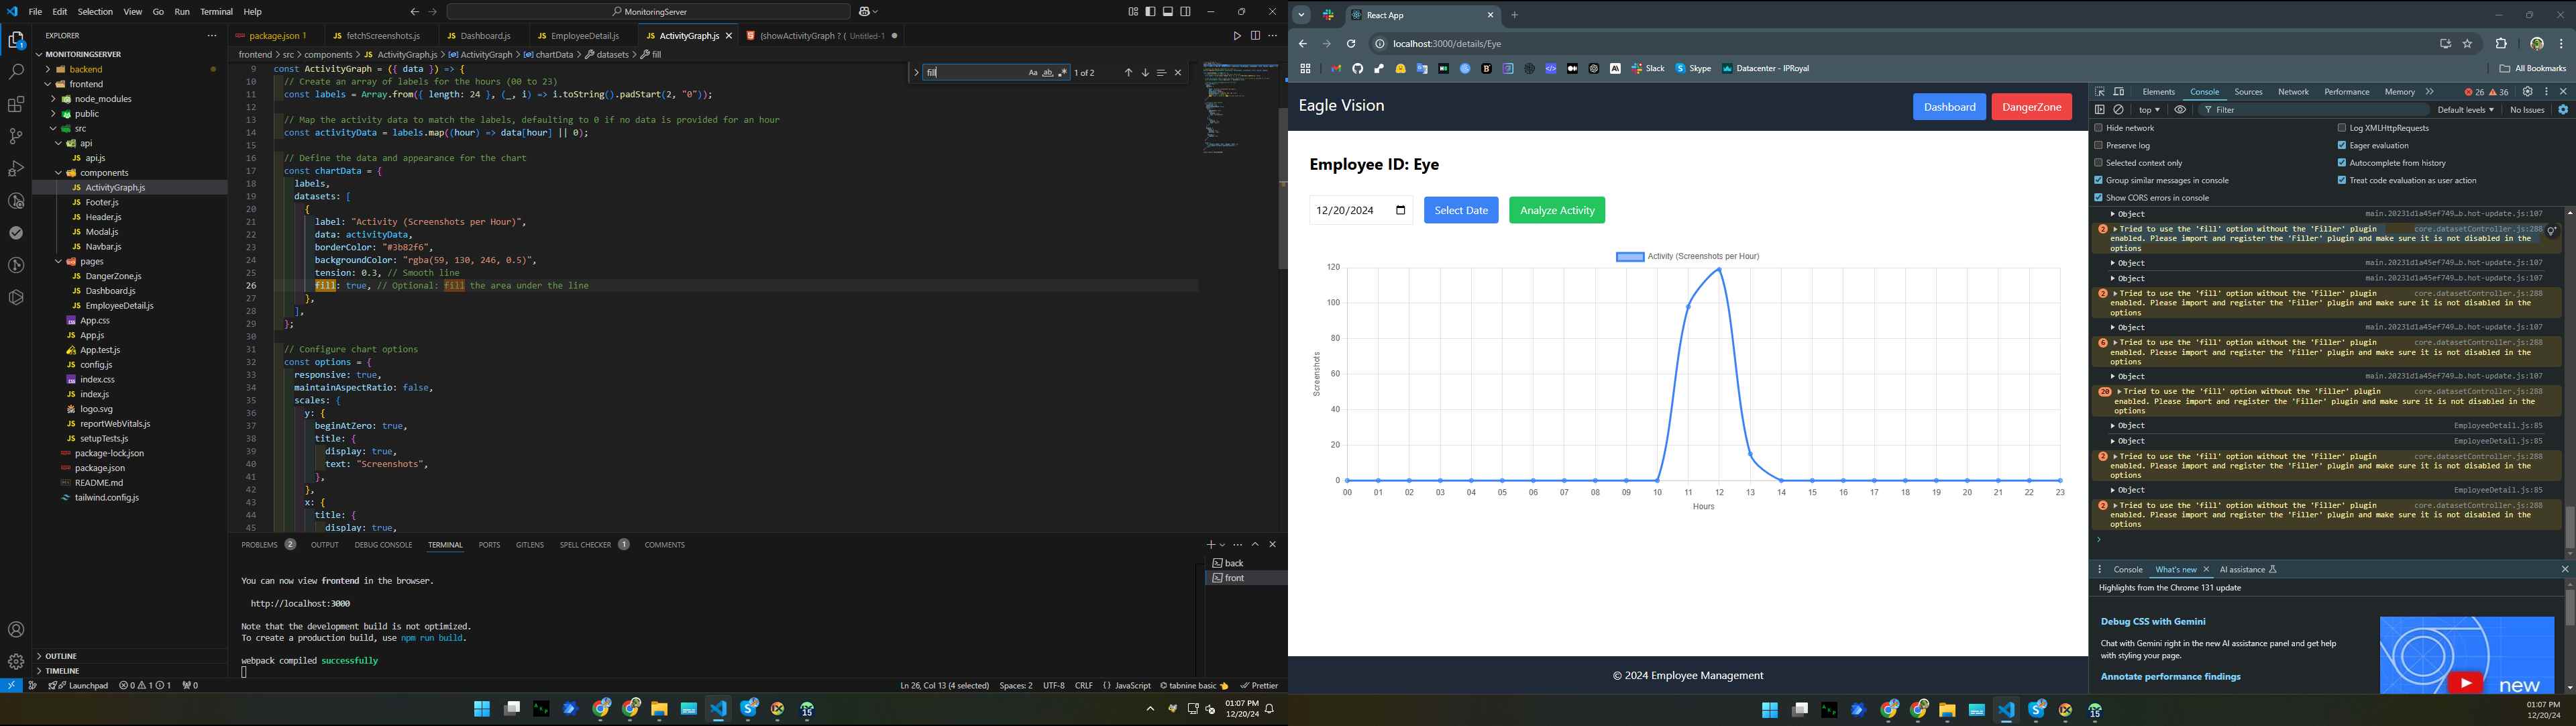 File Edit Selection View Go Run Terminal Help
MonitoringServer
EXPLORER
MONITORINGSERVER
backend
frontend
node_modules
public
src
api
JS api.js
components
JS ActivityGraph.js
JS Footer.js
JS Header.js
JS Modal.js
JS Navbar.js
pages
JS DangerZone.js
JS Dashboard.js
JS EmployeeDetail.js
App.css
JS App.js
App.test.js
JS config.js
index.css
JS index.js
logo.svg
JS reportWebVitals.js
JS setupTests.js
package-lock.json
package.json
README.md
tailwind.config.js
OUTLINE
TIMELINE
package.json 1
JS fetchScreenshots.js
JS Dashboard.js
JS EmployeeDetail.js
JS ActivityGraph.js
(showActivityGraph ? ( Untitled-1
frontend > src > components > JS ActivityGraph.js > ActivityGraph > chartData > datasets > fill
fill Aa ab 1 of 2
9 const ActivityGraph = ({ data }) => {
10 // Create an array of labels for the hours (00 to 23)
11 const labels = Array.from({ length: 24 }, (_, i) => i.toString().padStart(2, "0"));
12
13 // Map the activity data to match the labels, defaulting to 0 if no data is provided for an hour
14 const activityData = labels.map((hour) => data[hour] || 0);
15
16 // Define the data and appearance for the chart
17 const chartData = {
18 labels,
19 datasets: [
20 {
21 label: "Activity (Screenshots per Hour)",
22 data: activityData,
23 borderColor: "#3b82f6",
24 backgroundColor: "rgba(59, 130, 246, 0.5)",
25 tension: 0.3, // Smooth line
26 fill: true, // Optional: fill the area under the line
27 },
28 ],
29 };
30
31 // Configure chart options
32 const options = {
33 responsive: true,
34 maintainAspectRatio: false,
35 scales: {
36 y: {
37 beginAtZero: true,
38 title: {
39 display: true,
40 text: "Screenshots",
41 },
42 },
43 x: {
44 title: {
45 display: true,
PROBLEMS 2 OUTPUT DEBUG CONSOLE TERMINAL PORTS GITLENS SPELL CHECKER 1 COMMENTS
You can now view frontend in the browser.
http://localhost:3000
Note that the development build is not optimized.
To create a production build, use npm run build.
webpack compiled successfully
back
front
Launchpad 0 1 1 0
Ln 26, Col 13 (4 selected) Spaces: 2 UTF-8 CRLF {} JavaScript tabnine basic Prettier
15
01:07 PM
12/20/24
React App
localhost:3000/details/Eye
Slack Skype Datacenter - IPRoyal All Bookmarks
Eagle Vision
Dashboard
DangerZone
Employee ID: Eye
12/20/2024
Select Date
Analyze Activity
Activity (Screenshots per Hour)
120
100
80
60
40
20
0
Screenshots
00 01 02 03 04 05 06 07 08 09 10 11 12 13 14 15 16 17 18 19 20 21 22 23
Hours
© 2024 Employee Management
Elements Console Sources Network Performance Memory 26 36
top Filter Default levels No Issues
Hide network
Log XMLHttpRequests
Preserve log
Eager evaluation
Selected context only
Autocomplete from history
Group similar messages in console
Treat code evaluation as user action
Show CORS errors in console
Object main.20231d1a45ef749…b.hot-update.js:107
2 Tried to use the 'fill' option without the 'Filler' plugin core.datasetController.js:288
enabled. Please import and register the 'Filler' plugin and make sure it is not disabled in the
options
Object main.20231d1a45ef749…b.hot-update.js:107
Object main.20231d1a45ef749…b.hot-update.js:107
2 Tried to use the 'fill' option without the 'Filler' plugin core.datasetController.js:288
enabled. Please import and register the 'Filler' plugin and make sure it is not disabled in the
options
Object main.20231d1a45ef749…b.hot-update.js:107
6 Tried to use the 'fill' option without the 'Filler' plugin core.datasetController.js:288
enabled. Please import and register the 'Filler' plugin and make sure it is not disabled in the
options
Object main.20231d1a45ef749…b.hot-update.js:107
20 Tried to use the 'fill' option without the 'Filler' plugin core.datasetController.js:288
enabled. Please import and register the 'Filler' plugin and make sure it is not disabled in the
options
Object EmployeeDetail.js:85
Object EmployeeDetail.js:85
2 Tried to use the 'fill' option without the 'Filler' plugin core.datasetController.js:288
enabled. Please import and register the 'Filler' plugin and make sure it is not disabled in the
options
Object EmployeeDetail.js:85
2 Tried to use the 'fill' option without the 'Filler' plugin core.datasetController.js:288
enabled. Please import and register the 'Filler' plugin and make sure it is not disabled in the
options
Console What's new AI assistance
Highlights from the Chrome 131 update
Debug CSS with Gemini
Chat with Gemini right in the new AI assistance panel and get help
with styling your page.
Annotate performance findings
new
15
01:07 PM
12/20/24